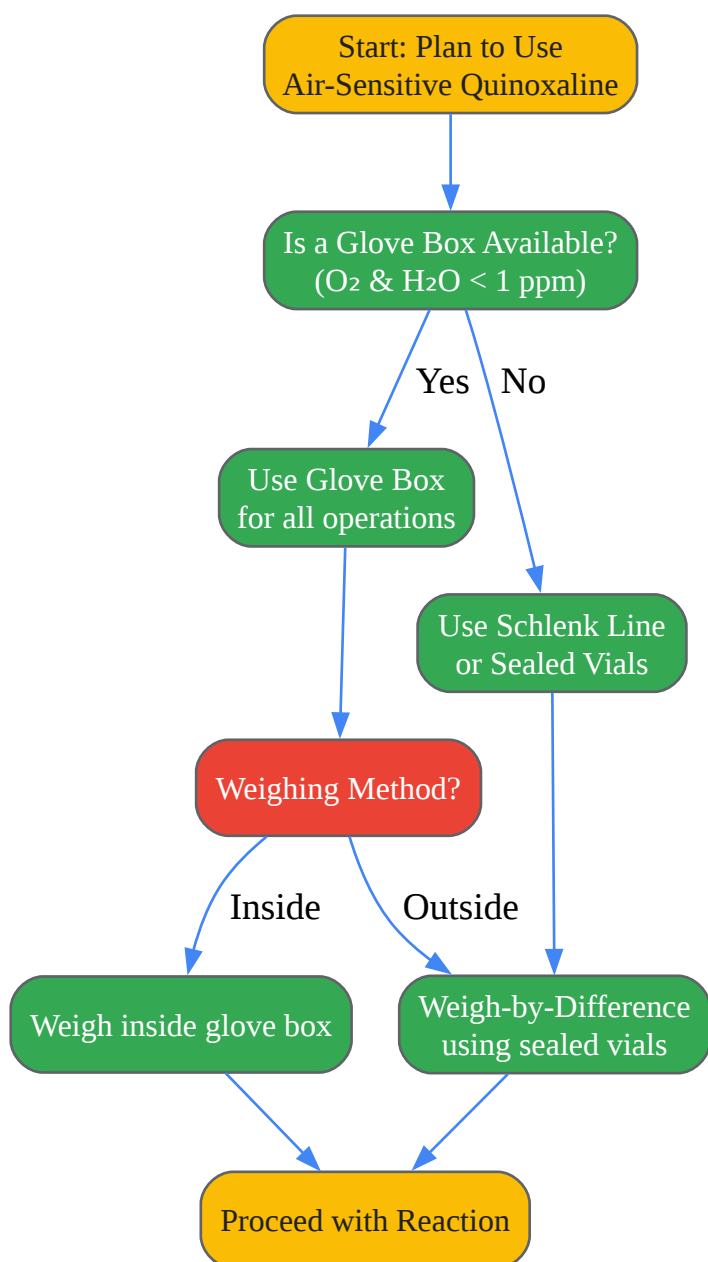 Start: Plan to Use
Air-Sensitive Quinoxaline
Is a Glove Box Available?
(O₂ & H₂O < 1 ppm)
Yes
No
Use Glove Box
for all operations
Use Schlenk Line
or Sealed Vials
Weighing Method?
Inside
Outside
Weigh inside glove box
Weigh-by-Difference
using sealed vials
Proceed with Reaction